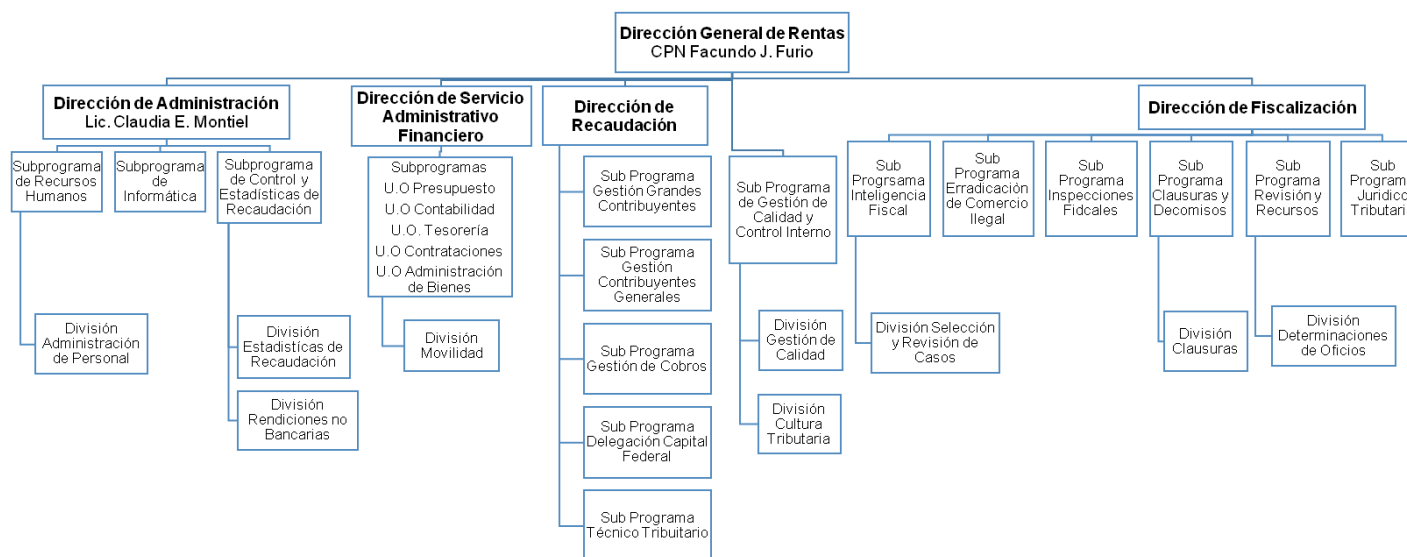 Dirección General de Rentas
CPN Facundo J. Furio
Dirección de Administración
Lic. Claudia E. Montiel
Dirección de Servicio
Administrativo
Financiero
Dirección de
Recaudación
Dirección de Fiscalización
Subprograma
de Recursos
Humanos
Subprograma
de
Informática
Subprograma
de Control y
Estadísticas de
Recaudación
Subprogramas
U.O Presupuesto
U.O Contabilidad
U.O. Tesorería
U.O Contrataciones
U.O Administración
de Bienes
Sub Programa
Gestión Grandes
Contribuyentes
Sub Programa
de Gestión de
Calidad y
Control Interno
Sub
Progrsama
Inteligencia
Fiscal
Sub
Programa
Erradicación
de Comercio
Ilegal
Sub
Programa
Inspecciones
Fidcales
Sub
Programa
Clausuras y
Decomisos
Sub
Programa
Revisión y
Recursos
Sub
Program
Jurídico
Tributari
Sub Programa
Gestión
Contribuyentes
Generales
División
Administración
de Personal
División
Estadistícas de
Recaudación
División
Movilidad
División
Gestión de
Calidad
División Selección
y Revisión de
Casos
División
Clausuras
División
Determinaciones
de Oficios
Sub Programa
Gestión de Cobros
División
Rendiciones no
Bancarias
Sub Programa
Delegación Capital
Federal
División
Cultura
Tributaria
Sub Programa
Técnico Tribuitario